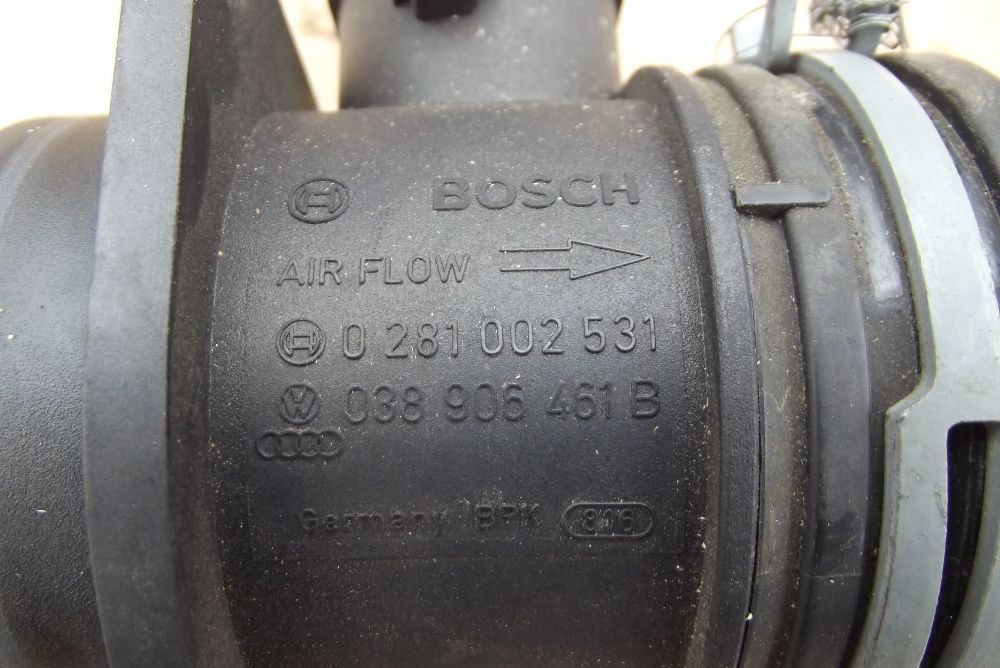 BOSCH
AIR FLOW
0 281 002 531
038 906 461 B
Germany BPK 816